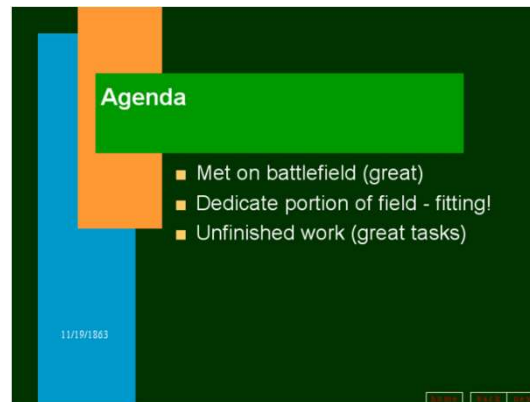 Agenda
■ Met on battlefield (great)
■ Dedicate portion of field - fitting!
■ Unfinished work (great tasks)
11/19/1863